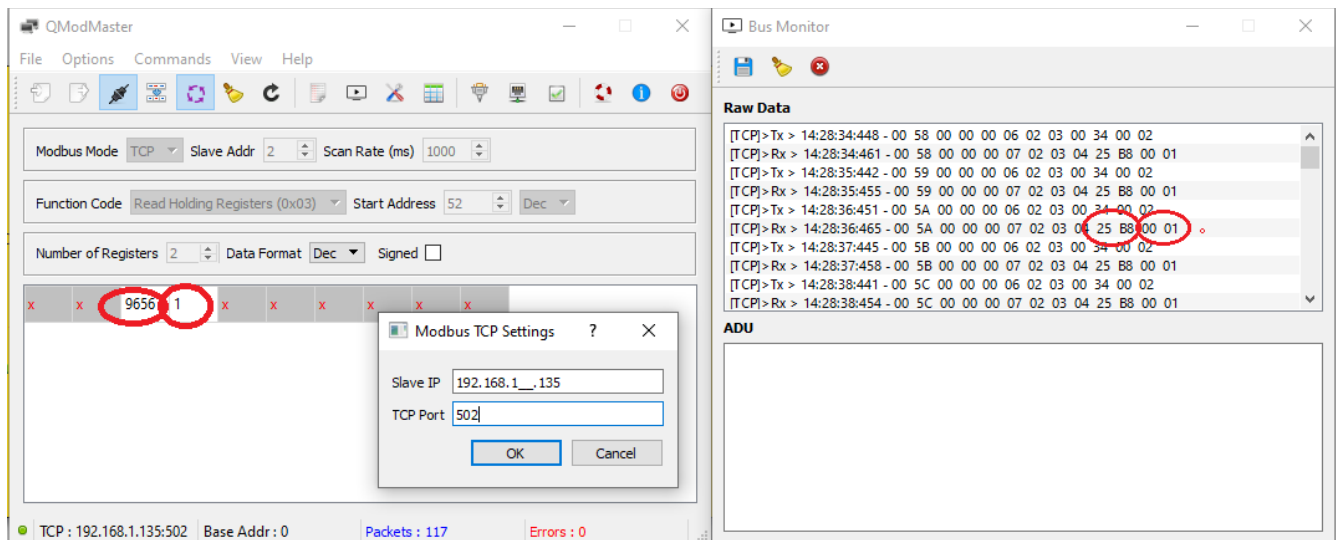 QModMaster
File Options Commands View Help
Modbus Mode TCP Slave Addr 2 Scan Rate (ms) 1000
Function Code Read Holding Registers (0x03) Start Address 52 Dec
Number of Registers 2 Data Format Dec Signed
x x 9656 1 x x x x x x
Modbus TCP Settings ? X
Slave IP 192.168.1__.135
TCP Port 502
OK Cancel
TCP : 192.168.1.135:502 Base Addr : 0 Packets : 117 Errors : 0
Bus Monitor
Raw Data
[TCP]>Tx > 14:28:34:448 - 00 58 00 00 00 06 02 03 00 34 00 02
[TCP]>Rx > 14:28:34:461 - 00 58 00 00 00 07 02 03 04 25 B8 00 01
[TCP]>Tx > 14:28:35:442 - 00 59 00 00 00 06 02 03 00 34 00 02
[TCP]>Rx > 14:28:35:455 - 00 59 00 00 00 07 02 03 04 25 B8 00 01
[TCP]>Tx > 14:28:36:451 - 00 5A 00 00 00 06 02 03 00 34 00 02
[TCP]>Rx > 14:28:36:465 - 00 5A 00 00 00 07 02 03 04 25 B8 00 01
[TCP]>Tx > 14:28:37:445 - 00 5B 00 00 00 06 02 03 00 34 00 02
[TCP]>Rx > 14:28:37:458 - 00 5B 00 00 00 07 02 03 04 25 B8 00 01
[TCP]>Tx > 14:28:38:441 - 00 5C 00 00 00 06 02 03 00 34 00 02
[TCP]>Rx > 14:28:38:454 - 00 5C 00 00 00 07 02 03 04 25 B8 00 01
ADU